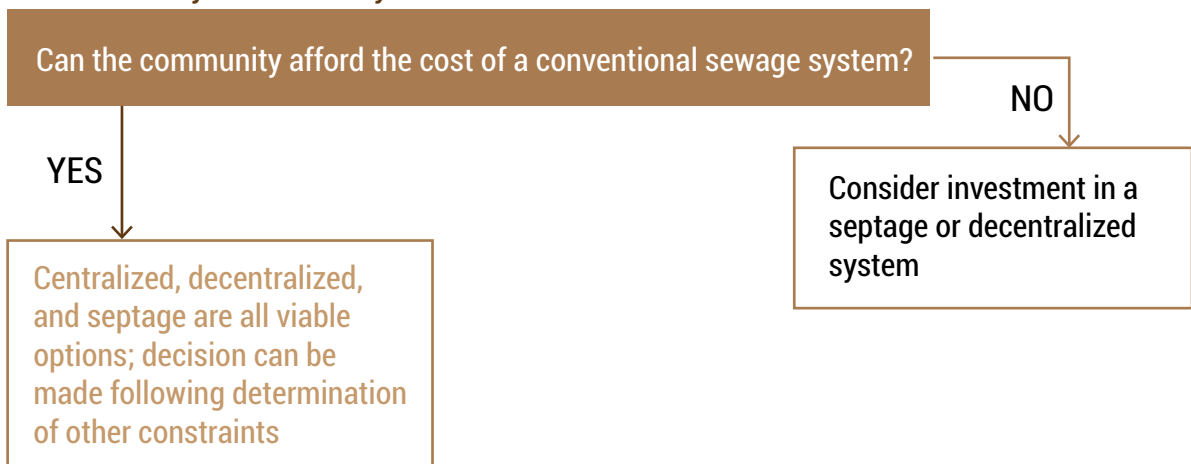 Can the community afford the cost of a conventional sewage system?
NO
YES
Consider investment in a
septage or decentralized
system
Centralized, decentralized,
and septage are all viable
options; decision can be
made following determination
of other constraints